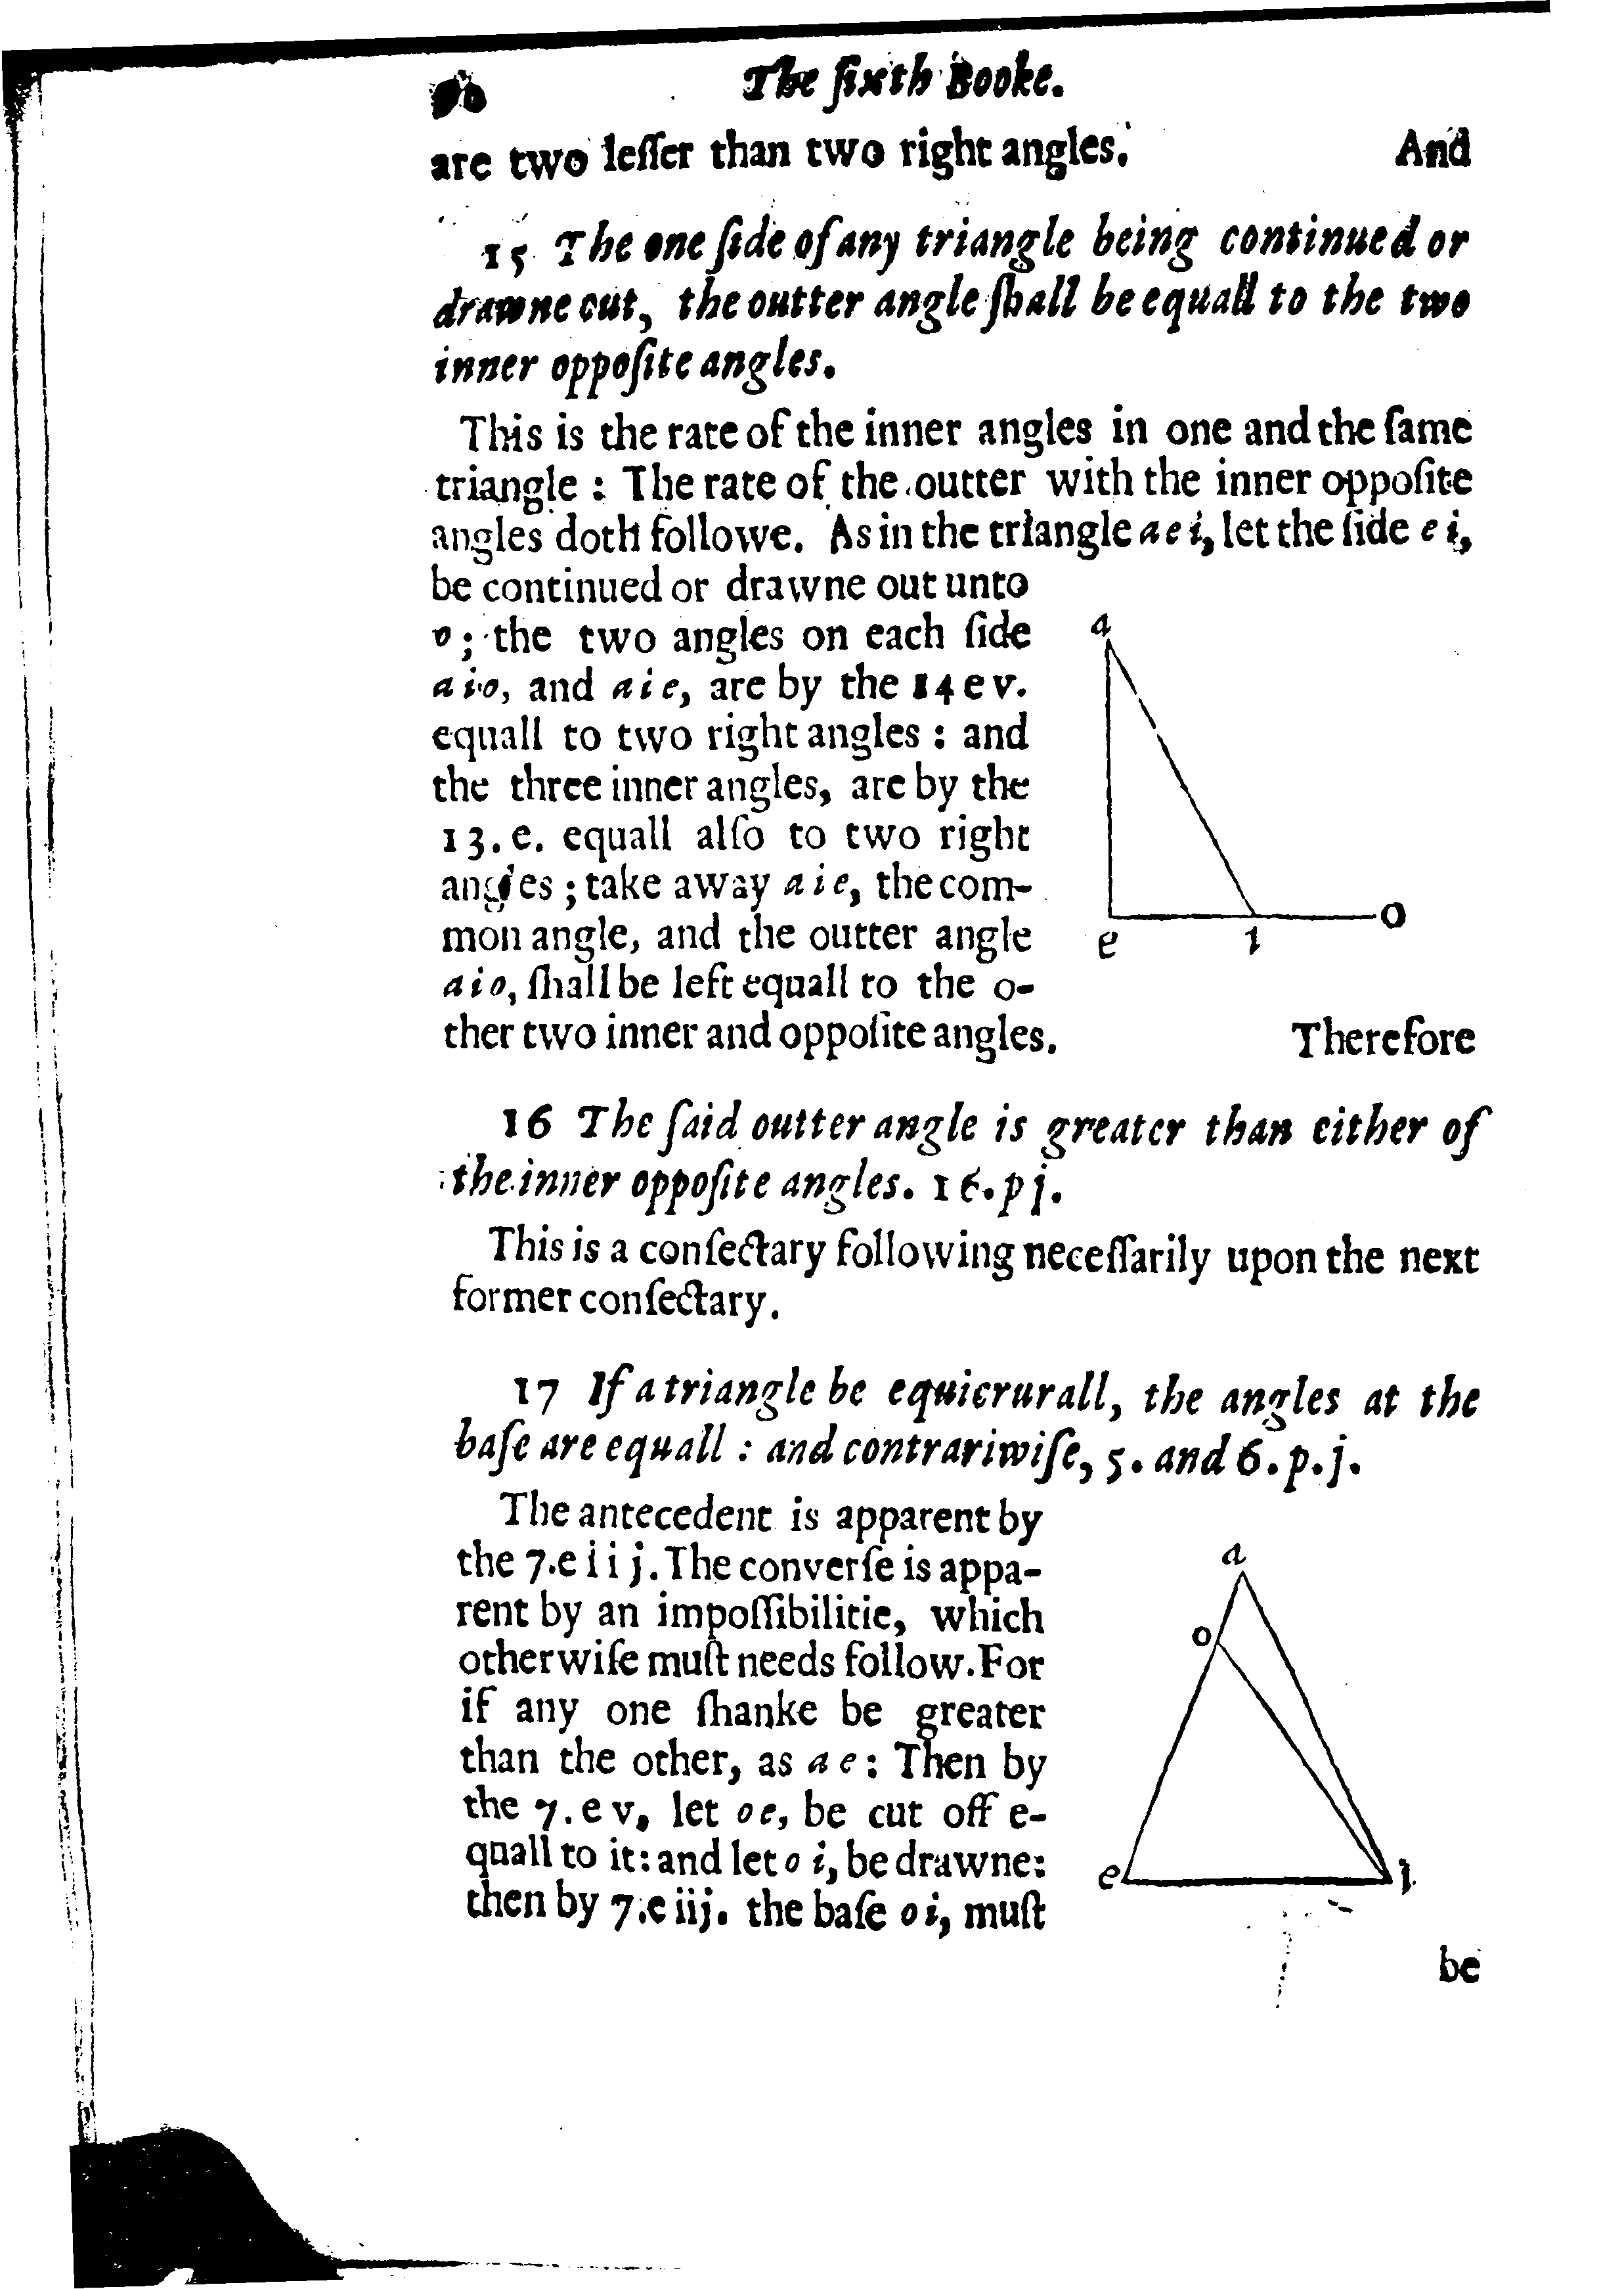 The ſixth Booke.
are two leſſer than two right angles. And
15 The one ſide of any triangle being continued or
drawne out, the outter angle ſhall be equall to the two
inner oppoſite angles.
This is the rate of the inner angles in one and the ſame
triangle : The rate of the outter with the inner oppoſite
angles doth followe. As in the triangle a e i, let the ſide e i,
be continued or drawne out unto
o; the two angles on each ſide
a i o, and a i e, are by the 14 e v.
equall to two right angles : and
the three inner angles, are by the
13. e. equall alſo to two right
angles ; take away a i e, the com-
mon angle, and the outter angle
a i o, ſhall be left equall to the o-
ther two inner and oppoſite angles. Therefore
a
e i o
16 The ſaid outter angle is greater than either of
the inner oppoſite angles. 16. p j.
This is a conſectary following neceſſarily upon the next
former conſectary.
17 If a triangle be equicrurall, the angles at the
baſe are equall : and contrariwiſe, 5. and 6. p. j.
The antecedent is apparent by
the 7. e i i j. The converſe is appa-
rent by an impoſſibilitie, which
otherwiſe muſt needs follow. For
if any one ſhanke be greater
than the other, as a e : Then by
the 7. e v, let o e, be cut off e-
quall to it: and let o i, be drawne:
then by 7. e iij. the baſe o i, muſt
a
o
e i
be